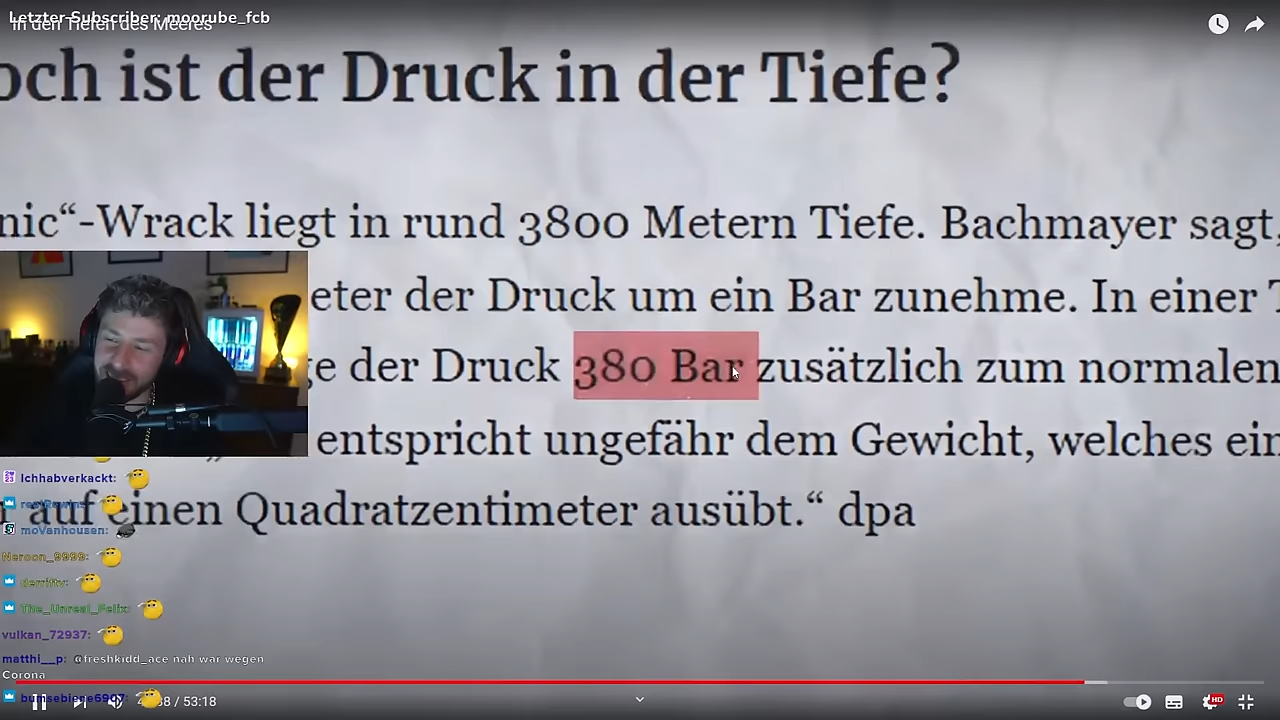 Letzter Subscriber: moorube_fcb
In den Tiefen des Meeres
och ist der Druck in der Tiefe?
nic“-Wrack liegt in rund 3800 Metern Tiefe. Bachmayer sagt,
eter der Druck um ein Bar zunehme. In einer T
ge der Druck 380 Bar zusätzlich zum normalen
entspricht ungefähr dem Gewicht, welches ein
auf einen Quadratzentimeter ausübt.“ dpa
Ichhabverkackt:
moVanhousen:
Neroon_9999:
derriftv:
The_Unreal_Felix:
vulkan_72937:
matthi__p: @freshkidd_ace nah war wegen
Corona
bumsebiene6907:
/ 53:18
HD